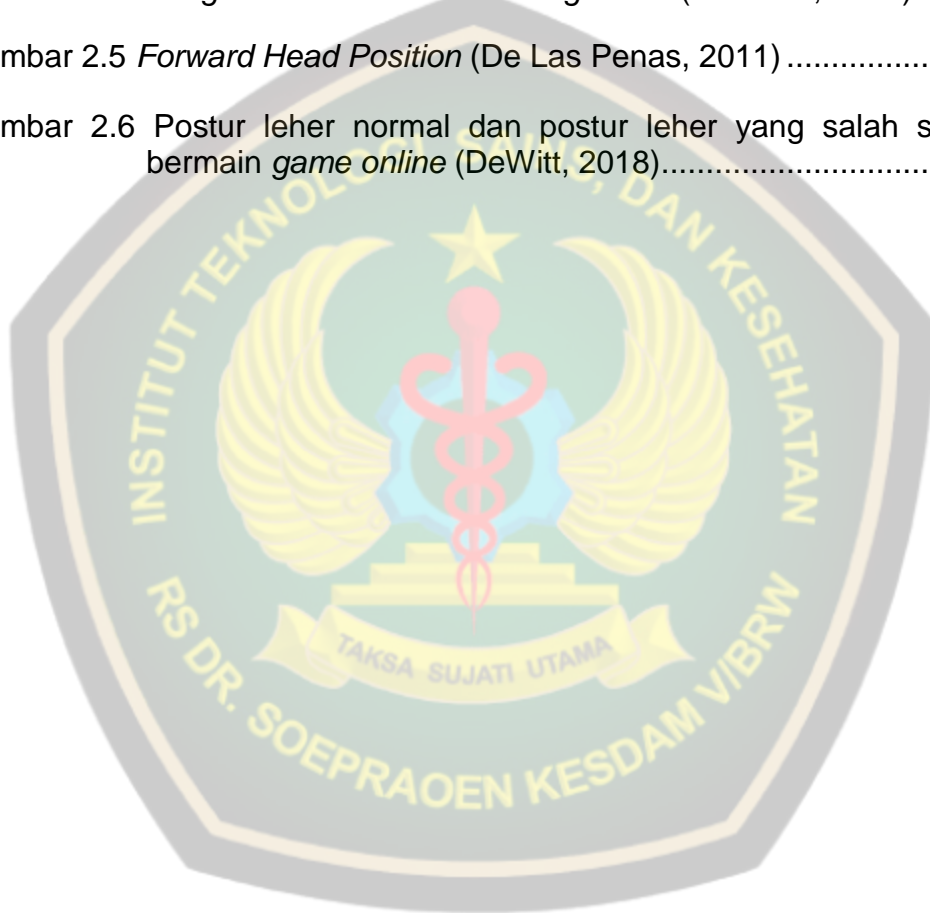 mbar 2.5 Forward Head Position (De Las Penas, 2011) ................
mbar 2.6 Postur leher normal dan postur leher yang salah s
bermain game online (DeWitt, 2018)..............................
INSTITUT TEKNOLOGI, SAINS, DAN KESEHATAN
TAKSA SUJATI UTAMA
RS DR. SOEPRAOEN KESDAM V/BRW